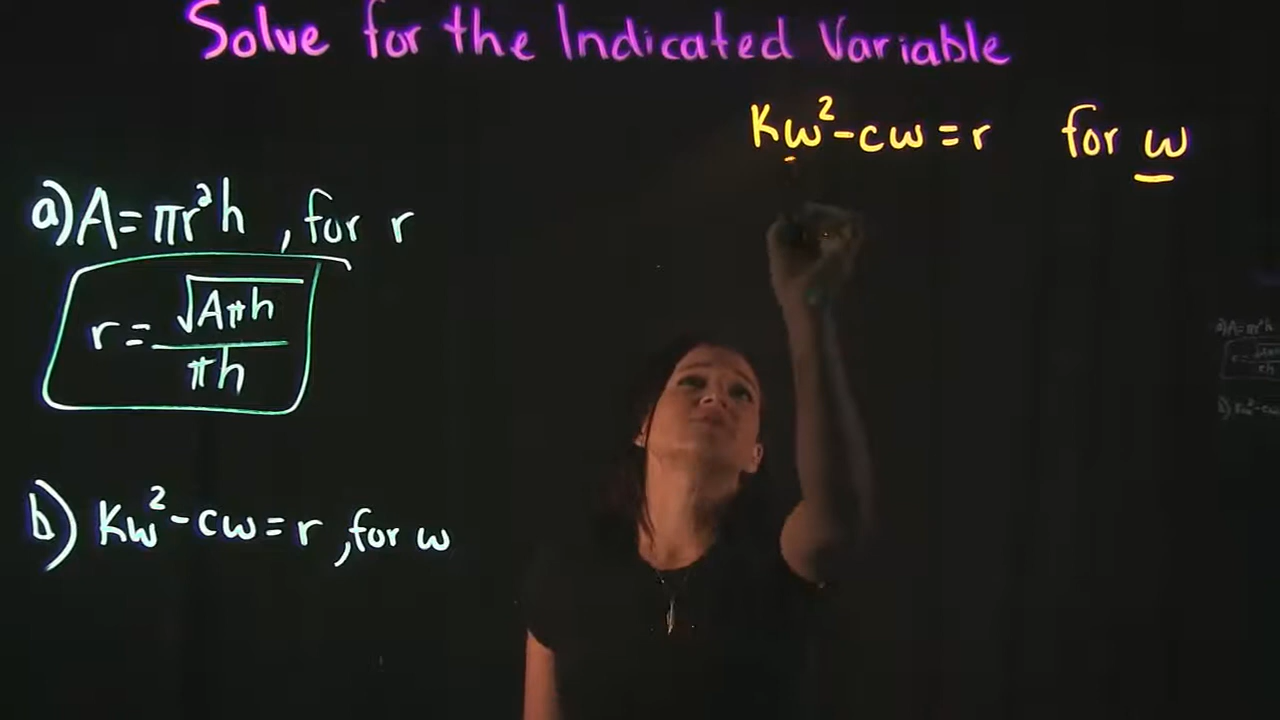 Solve for the Indicated Variable
Kw²-cw=r for w
a) A=πr²h, for r
r=√Aπh/πh
b) Kw²-cw=r, for w